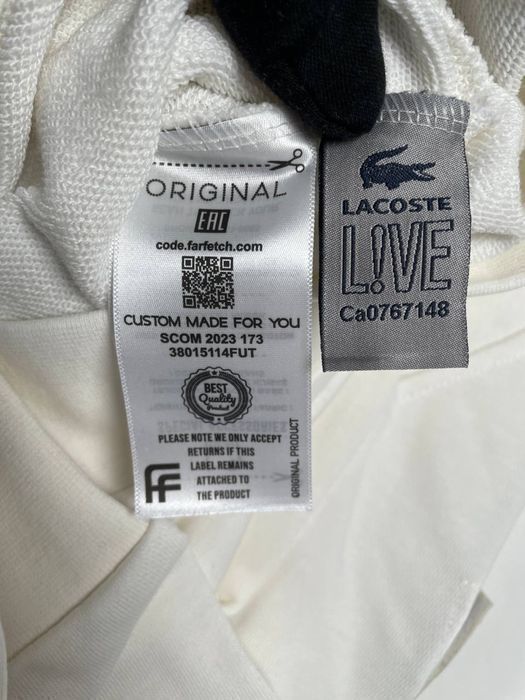 ORIGINAL
EAC
code.farfetch.com
CUSTOM MADE FOR YOU
SCOM 2023 173
38015114FUT
BEST
Quality
Product
PLEASE NOTE WE ONLY ACCEPT
RETURNS IF THIS
LABEL REMAINS
ATTACHED TO
THE PRODUCT
ORIGINAL PRODUCT
FF
LACOSTE
L!VE
Ca0767148